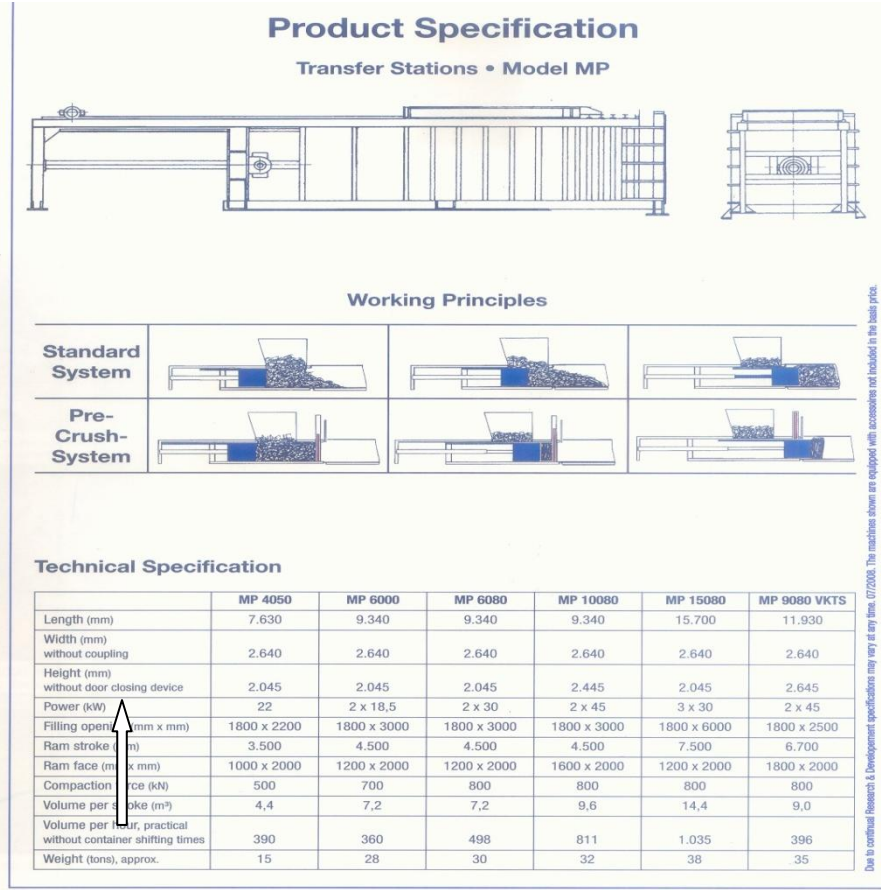 Product Specification
Transfer Stations • Model MP
Working Principles
Standard
System
Pre-
Crush-
System
Technical Specification
MP 4050 MP 6000 MP 6080 MP 10080 MP 15080 MP 9080 VKTS
Length (mm) 7.630 9.340 9.340 9.340 15.700 11.930
Width (mm)
without coupling 2.640 2.640 2.640 2.640 2.640 2.640
Height (mm)
without door closing device 2.045 2.045 2.045 2.445 2.045 2.645
Power (kW) 22 2 x 18,5 2 x 30 2 x 45 3 x 30 2 x 45
Filling openi (mm x mm) 1800 x 2200 1800 x 3000 1800 x 3000 1800 x 3000 1800 x 6000 1800 x 2500
Ram stroke 3.500 4.500 4.500 4.500 7.500 6.700
Ram face (mm x mm) 1000 x 2000 1200 x 2000 1200 x 2000 1600 x 2000 1200 x 2000 1800 x 2000
Compaction (kN) 500 700 800 800 800 800
Volume per (m³) 4,4 7,2 7,2 9,6 14,4 9,0
Volume per hour, practical
without container shifting times 390 360 498 811 1.035 396
Weight (tons), approx. 15 28 30 32 38 35
Due to continual Research & Developement specifications may vary at any time. 07/2008. The machines shown are equipped with accessoires not included in the basis price.